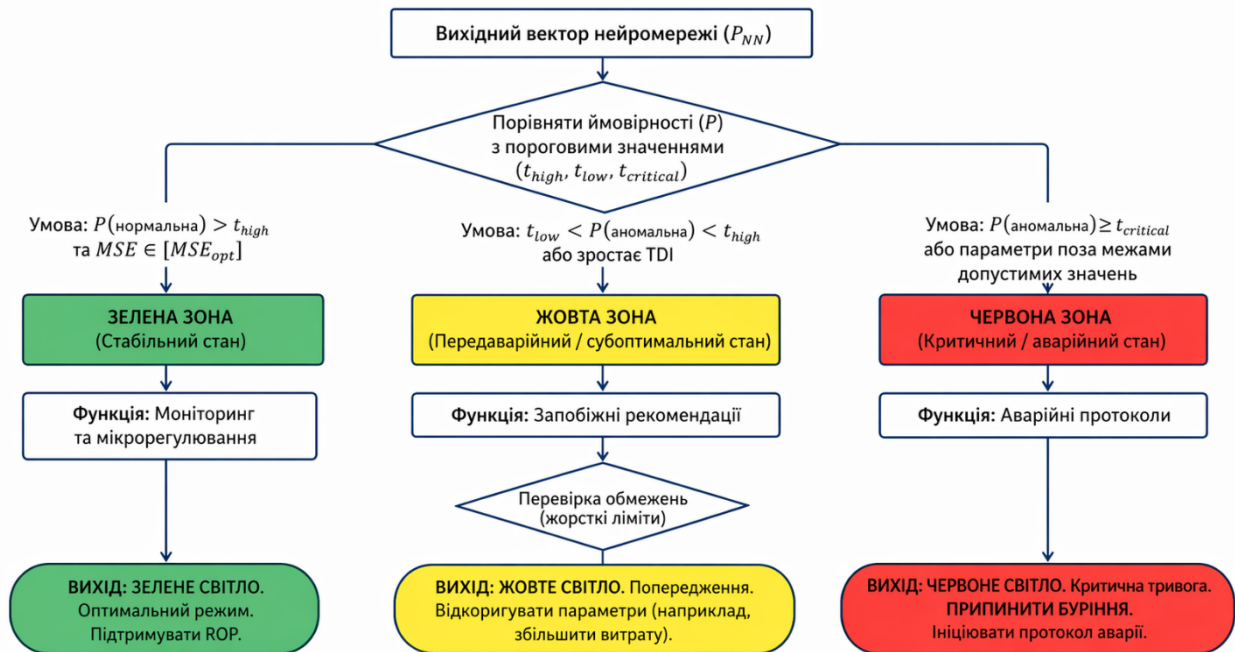 Вихідний вектор нейромережі (P_NN)
Порівняти ймовірності (P)
з пороговими значеннями
(t_high, t_low, t_critical)
Умова: P(нормальна) > t_high
та MSE ∈ [MSE_opt]
Умова: t_low < P(аномальна) < t_high
або зростає TDI
Умова: P(аномальна) ≥ t_critical
або параметри поза межами
допустимих значень
ЗЕЛЕНА ЗОНА
(Стабільний стан)
ЖОВТА ЗОНА
(Передаварійний / субоптимальний стан)
ЧЕРВОНА ЗОНА
(Критичний / аварійний стан)
Функція: Моніторинг
та мікрорегулювання
Функція: Запобіжні рекомендації
Функція: Аварійні протоколи
Перевірка обмежень
(жорсткі ліміти)
ВИХІД: ЗЕЛЕНЕ СВІТЛО.
Оптимальний режим.
Підтримувати ROP.
ВИХІД: ЖОВТЕ СВІТЛО. Попередження.
Відкоригувати параметри (наприклад,
збільшити витрату).
ВИХІД: ЧЕРВОНЕ СВІТЛО. Критична тривога.
ПРИПИНИТИ БУРІННЯ.
Ініціювати протокол аварії.